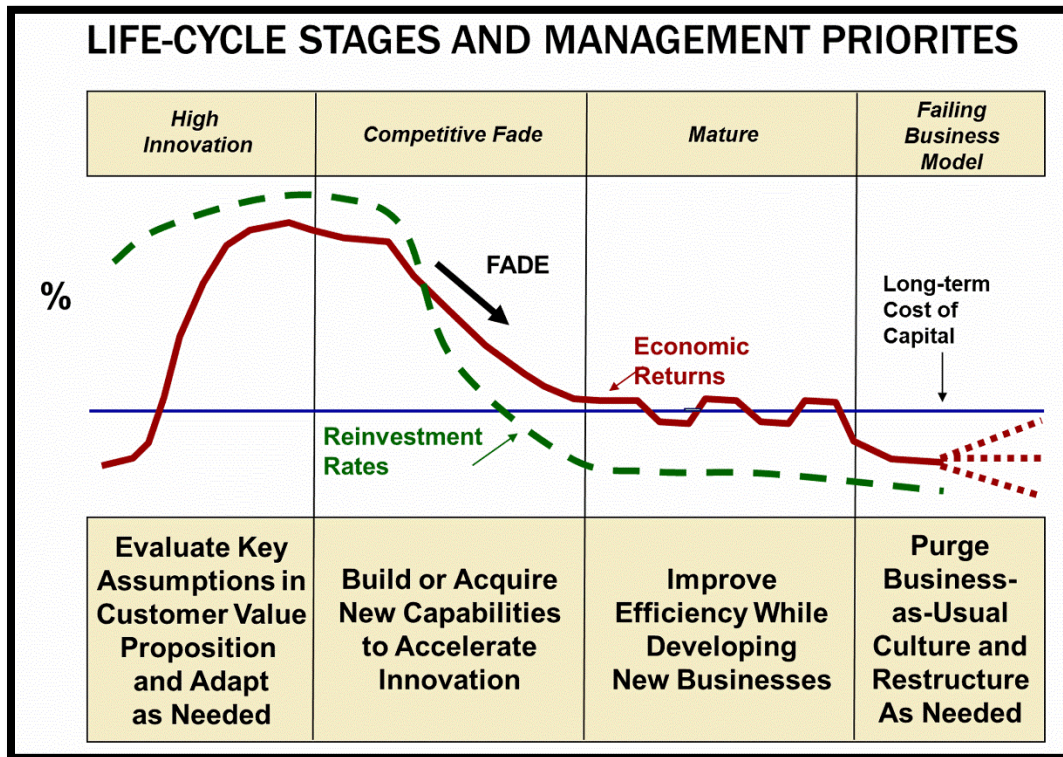 LIFE-CYCLE STAGES AND MANAGEMENT PRIORITES
High
Innovation
Competitive Fade
Mature
Failing
Business
Model
%
FADE
Economic
Returns
Long-term
Cost of
Capital
Reinvestment
Rates
Evaluate Key
Assumptions in
Customer Value
Proposition
and Adapt
as Needed
Build or Acquire
New Capabilities
to Accelerate
Innovation
Improve
Efficiency While
Developing
New Businesses
Purge
Business-
as-Usual
Culture and
Restructure
As Needed